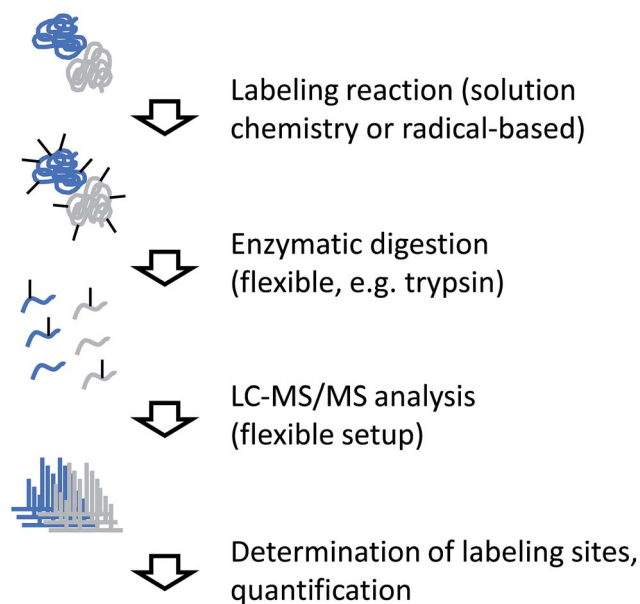 Labeling reaction (solution
chemistry or radical-based)
Enzymatic digestion
(flexible, e.g. trypsin)
LC-MS/MS analysis
(flexible setup)
Determination of labeling sites,
quantification